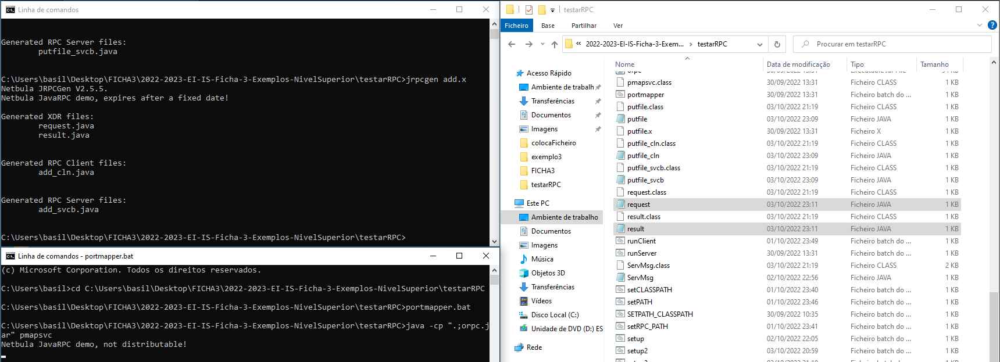 Linha de comandos
Generated RPC Server files:
putfile_svcb.java
C:\Users\basil\Desktop\FICHA3\2022-2023-EI-IS-Ficha-3-Exemplos-NivelSuperior\testarRPC>jrpcgen add.x
Netbula JRPCGen V2.5.5.
Netbula JavaRPC demo, expires after a fixed date!
Generated XDR files:
request.java
result.java
Generated RPC Client files:
add_cln.java
Generated RPC Server files:
add_svcb.java
C:\Users\basil\Desktop\FICHA3\2022-2023-EI-IS-Ficha-3-Exemplos-NivelSuperior\testarRPC>
Linha de comandos - portmapper.bat
(c) Microsoft Corporation. Todos os direitos reservados.
C:\Users\basil>cd C:\Users\basil\Desktop\FICHA3\2022-2023-EI-IS-Ficha-3-Exemplos-NivelSuperior\testarRPC
C:\Users\basil\Desktop\FICHA3\2022-2023-EI-IS-Ficha-3-Exemplos-NivelSuperior\testarRPC>portmapper.bat
C:\Users\basil\Desktop\FICHA3\2022-2023-EI-IS-Ficha-3-Exemplos-NivelSuperior\testarRPC>java -cp ".;orpc.j
ar" pmapsvc
Netbula JavaRPC demo, not distributable!
testarRPC
Ficheiro Base Partilhar Ver
« 2022-2023-EI-IS-Ficha-3-Exem... › testarRPC
Procurar em testarRPC
Acesso Rápido
Ambiente de trabalh
Transferências
Documentos
Imagens
colocaFicheiro
exemplo3
FICHA3
testarRPC
Este PC
Ambiente de trabalho
Documentos
Imagens
Música
Objetos 3D
Transferências
Vídeos
Disco Local (C:)
Unidade de DVD (D:) ES
Rede
Nome Data de modificação Tipo Tamanho
pmapsvc.class 30/09/2022 13:31 Ficheiro CLASS 1 KB
portmapper 30/09/2022 13:31 Ficheiro batch do ... 1 KB
putfile.class 03/10/2022 21:19 Ficheiro CLASS 1 KB
putfile 03/10/2022 23:09 Ficheiro JAVA 1 KB
putfile.x 30/09/2022 13:31 Ficheiro X 1 KB
putfile_cln.class 03/10/2022 21:19 Ficheiro CLASS 1 KB
putfile_cln 03/10/2022 23:09 Ficheiro JAVA 1 KB
putfile_svcb.class 03/10/2022 21:19 Ficheiro CLASS 1 KB
putfile_svcb 03/10/2022 23:09 Ficheiro JAVA 1 KB
request.class 03/10/2022 21:19 Ficheiro CLASS 1 KB
request 03/10/2022 23:11 Ficheiro JAVA 1 KB
result.class 03/10/2022 21:19 Ficheiro CLASS 1 KB
result 03/10/2022 23:11 Ficheiro JAVA 1 KB
runClient 01/10/2022 23:49 Ficheiro batch do ... 1 KB
runServer 30/09/2022 13:31 Ficheiro batch do ... 1 KB
ServMsg.class 03/10/2022 21:19 Ficheiro CLASS 2 KB
ServMsg 02/10/2022 22:56 Ficheiro JAVA 1 KB
setCLASSPATH 01/10/2022 23:40 Ficheiro batch do ... 1 KB
setPATH 01/10/2022 23:46 Ficheiro batch do ... 1 KB
SETPATH_CLASSPATH 30/09/2022 10:35 Ficheiro batch do ... 1 KB
setRPC_PATH 01/10/2022 23:41 Ficheiro batch do ... 1 KB
setup 02/10/2022 22:05 Ficheiro batch do ... 1 KB
setup2 03/10/2022 20:59 Ficheiro batch do ... 1 KB